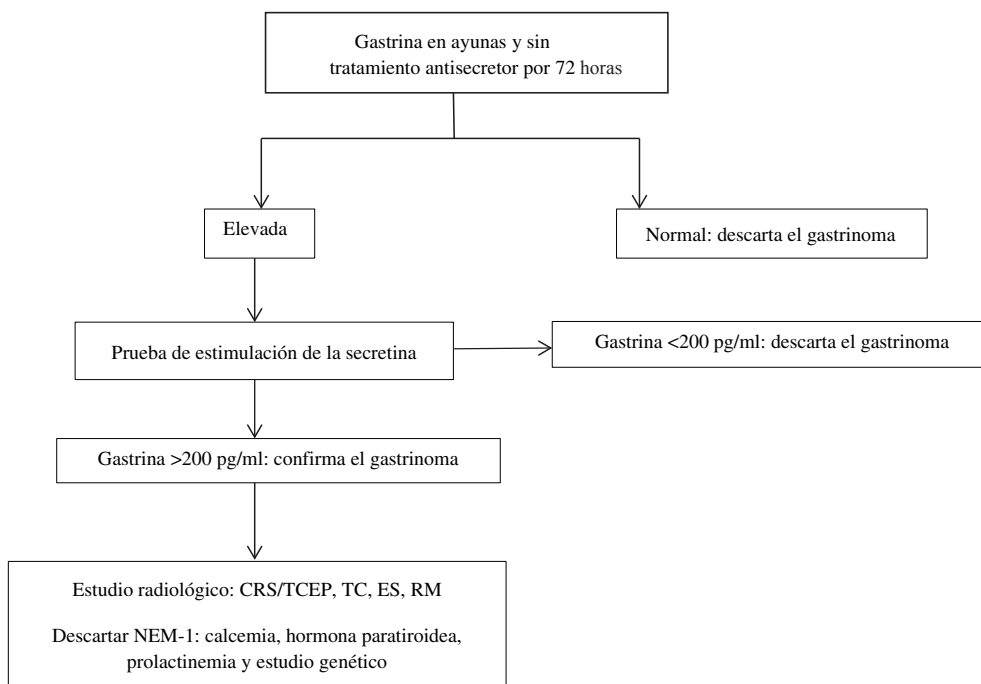 Gastrina en ayunas y sin
tratamiento antisecretor por 72 horas
Elevada
Normal: descarta el gastrinoma
Prueba de estimulación de la secretina
Gastrina <200 pg/ml: descarta el gastrinoma
Gastrina >200 pg/ml: confirma el gastrinoma
Estudio radiológico: CRS/TCEP, TC, ES, RM
Descartar NEM-1: calcemia, hormona paratiroidea,
prolactinemia y estudio genético